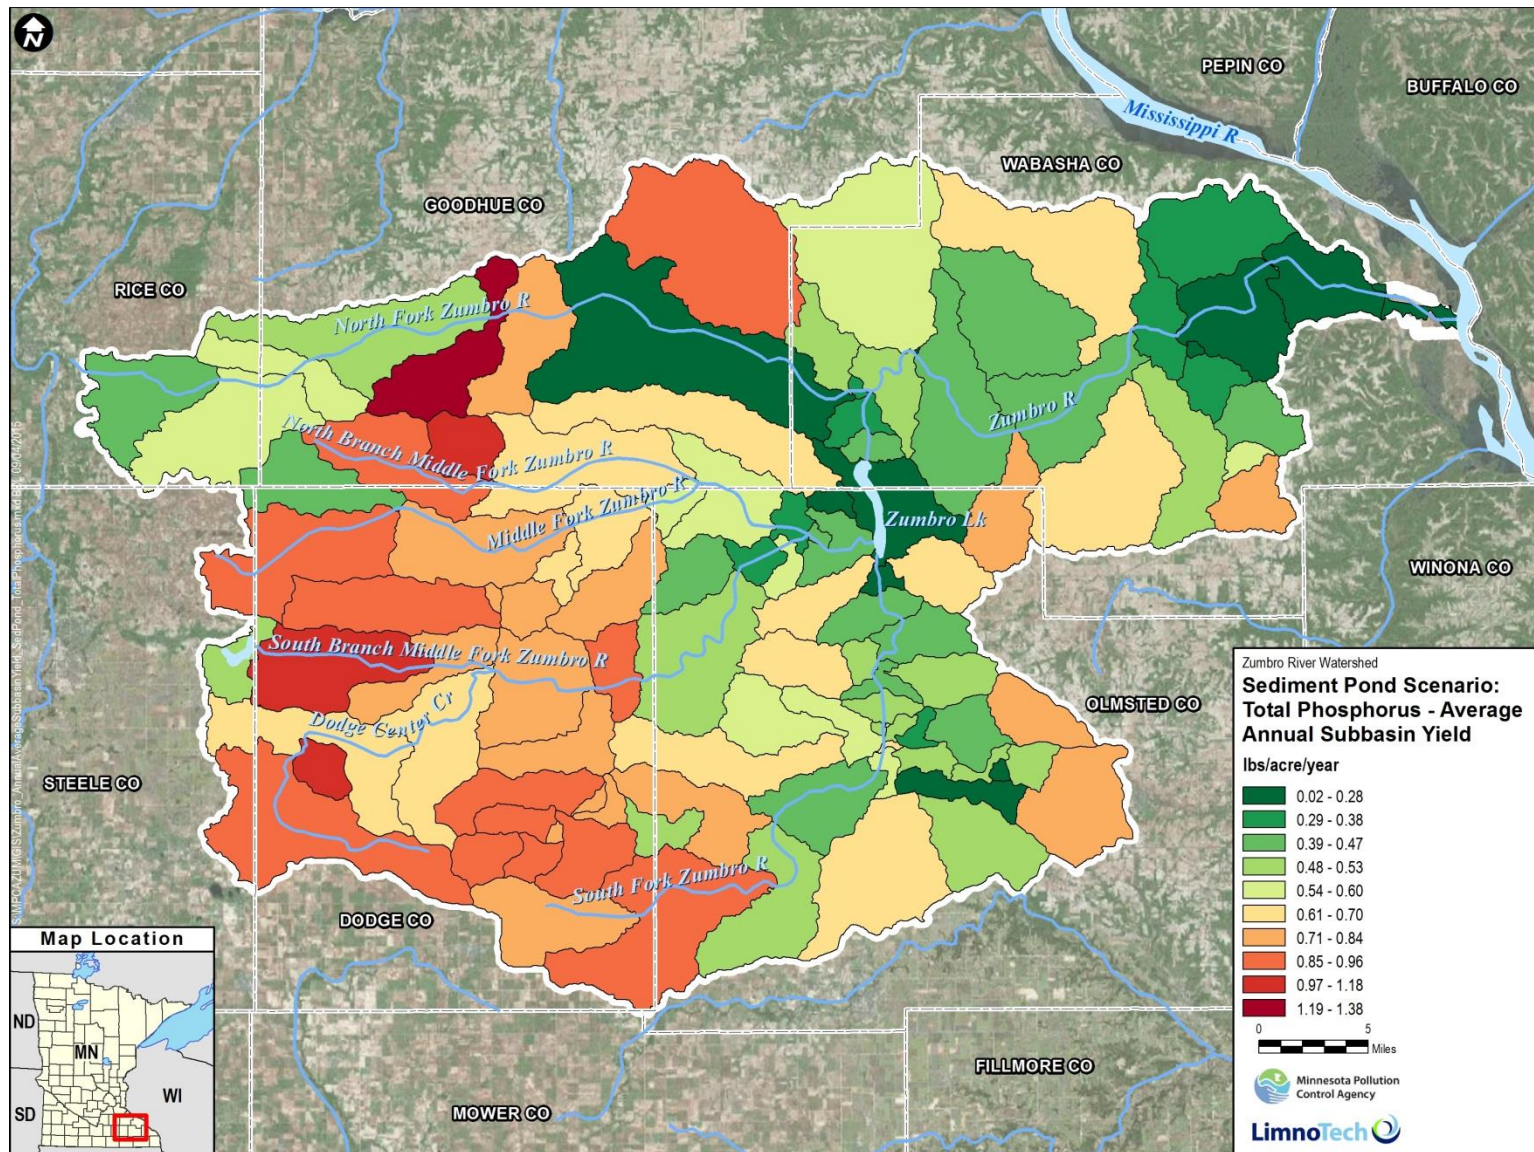 N
PEPIN CO
BUFFALO CO
Mississippi R
WABASHA CO
GOODHUE CO
RICE CO
North Fork Zumbro R
Zumbro R
North Branch Middle Fork Zumbro R
Middle Fork Zumbro R
Zumbro Lk
WINONA CO
South Branch Middle Fork Zumbro R
Dodge Center Cr
OLMSTED CO
STEELE CO
South Fork Zumbro R
DODGE CO
FILLMORE CO
MOWER CO
Map Location
ND
MN
WI
SD
Zumbro River Watershed
Sediment Pond Scenario:
Total Phosphorus - Average
Annual Subbasin Yield
lbs/acre/year
0.02 - 0.28
0.29 - 0.38
0.39 - 0.47
0.48 - 0.53
0.54 - 0.60
0.61 - 0.70
0.71 - 0.84
0.85 - 0.96
0.97 - 1.18
1.19 - 1.38
0 5
Miles
Minnesota Pollution
Control Agency
LimnoTech